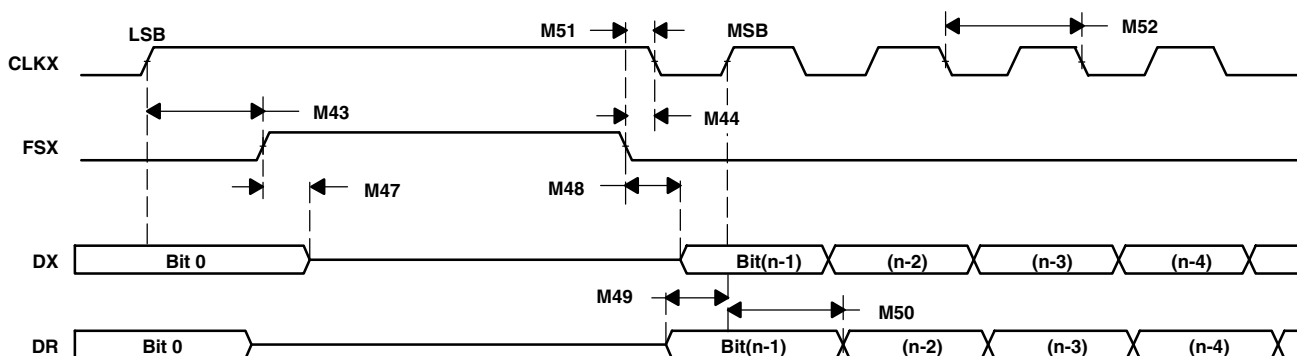 LSB
M51
MSB
M52
CLKX
M43
M44
FSX
M47
M48
DX
Bit 0
Bit(n-1)
(n-2)
(n-3)
(n-4)
M49
M50
DR
Bit 0
Bit(n-1)
(n-2)
(n-3)
(n-4)